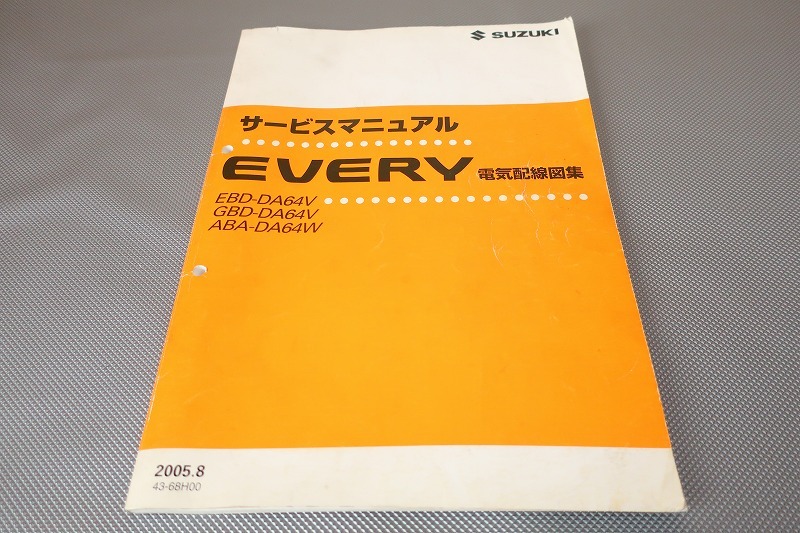 SUZUKI
サービスマニュアル
EVERY 電気配線図集
EBD-DA64V
GBD-DA64V
ABA-DA64W
2005.8
43-68H00